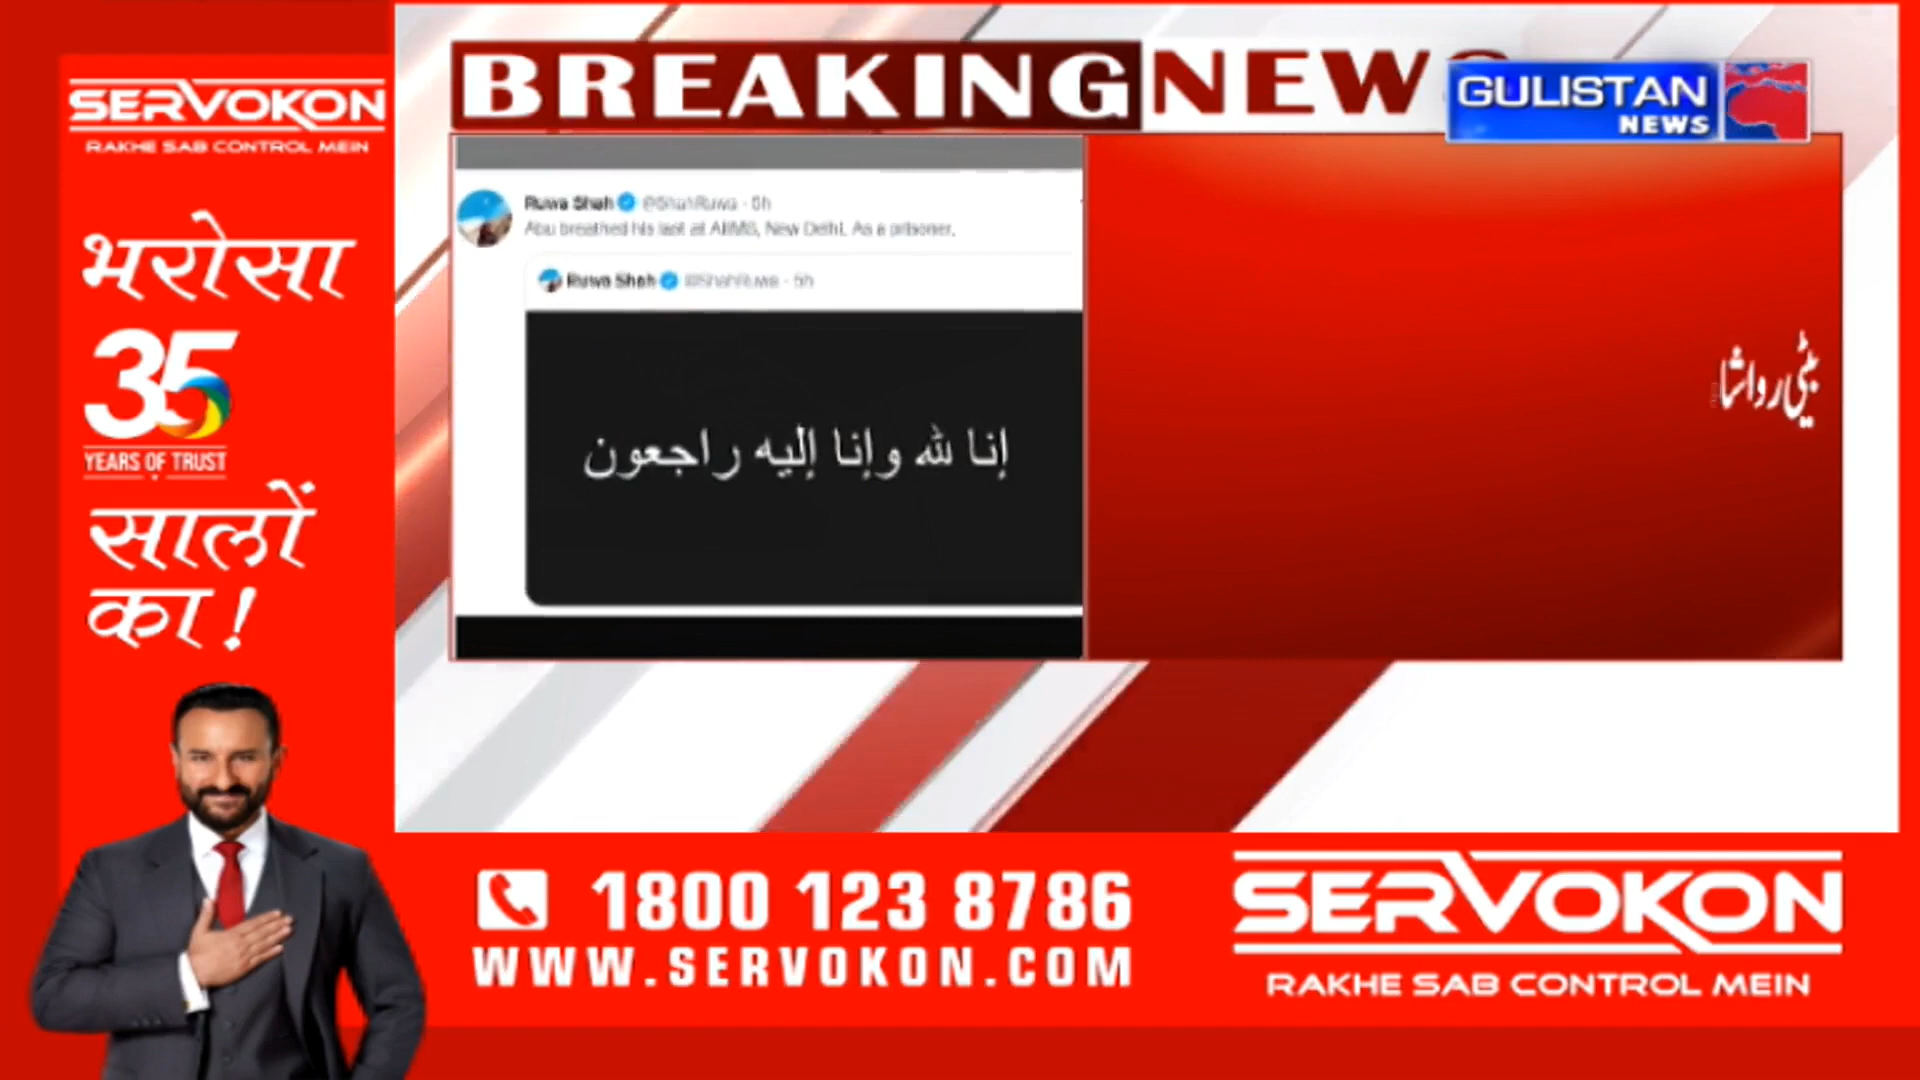 SERVOKON
RAKHE SAB CONTROL MEIN
भरोसा
35
YEARS OF TRUST
सालों
का!
BREAKING NEWS
GULISTAN
NEWS
Ruwa Shah @ShahRuwa · 5h
Abu breathed his last at AIIMS, New Delhi. As a prisoner.
Ruwa Shah @ShahRuwa · 5h
إنا لله وإنا إليه راجعون
بیٹی رواشا
1800 123 8786
WWW.SERVOKON.COM
SERVOKON
RAKHE SAB CONTROL MEIN